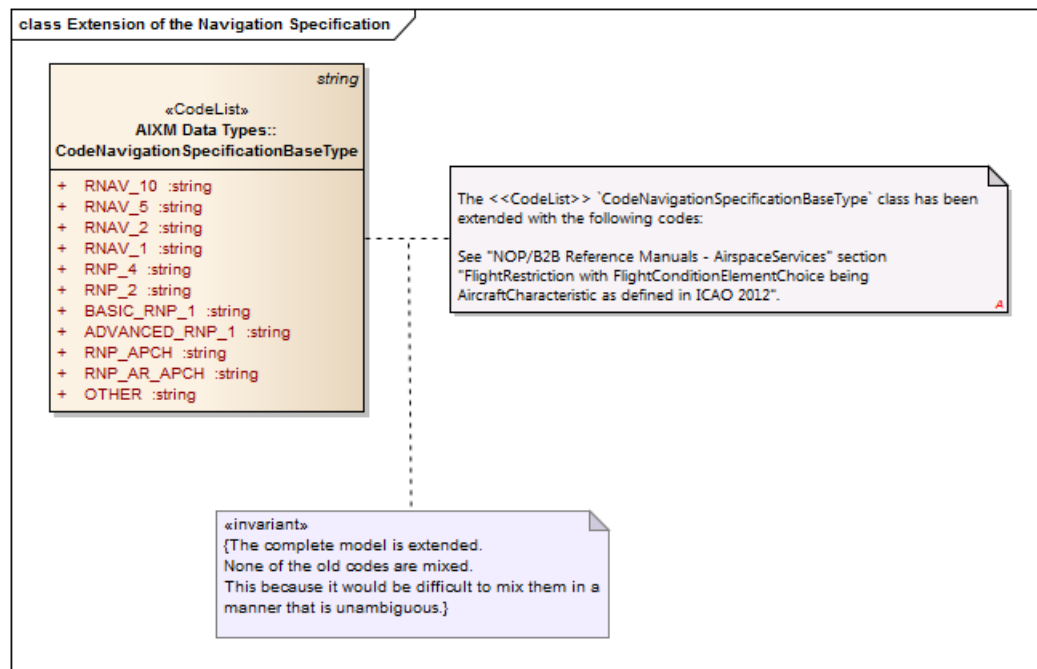 class Extension of the Navigation Specification
string
«CodeList»
AIXM Data Types::
CodeNavigationSpecificationBaseType
+ RNAV_10 :string
+ RNAV_5 :string
+ RNAV_2 :string
+ RNAV_1 :string
+ RNP_4 :string
+ RNP_2 :string
+ BASIC_RNP_1 :string
+ ADVANCED_RNP_1 :string
+ RNP_APCH :string
+ RNP_AR_APCH :string
+ OTHER :string
The <<CodeList>> `CodeNavigationSpecificationBaseType` class has been
extended with the following codes:
See "NOP/B2B Reference Manuals - AirspaceServices" section
"FlightRestriction with FlightConditionElementChoice being
AircraftCharacteristic as defined in ICAO 2012".
A
«invariant»
{The complete model is extended.
None of the old codes are mixed.
This because it would be difficult to mix them in a
manner that is unambiguous.}